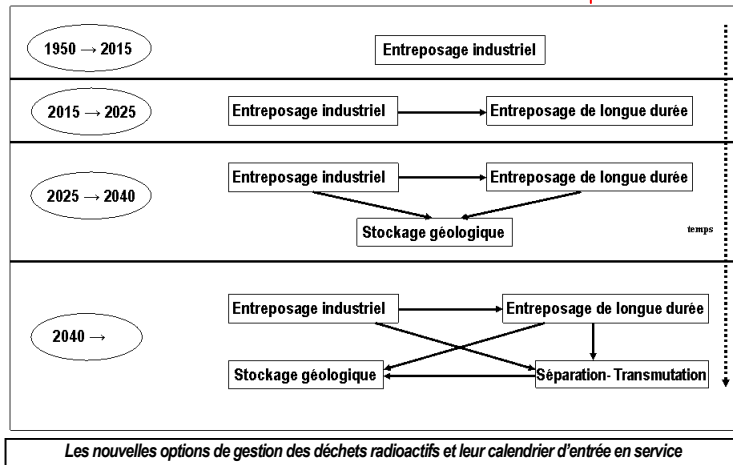 1950 → 2015
Entreposage industriel
2015 → 2025
Entreposage industriel
Entreposage de longue durée
2025 → 2040
Entreposage industriel
Entreposage de longue durée
Stockage géologique
temps
2040 →
Entreposage industriel
Entreposage de longue durée
Stockage géologique
Séparation- Transmutation
Les nouvelles options de gestion des déchets radioactifs et leur calendrier d'entrée en service